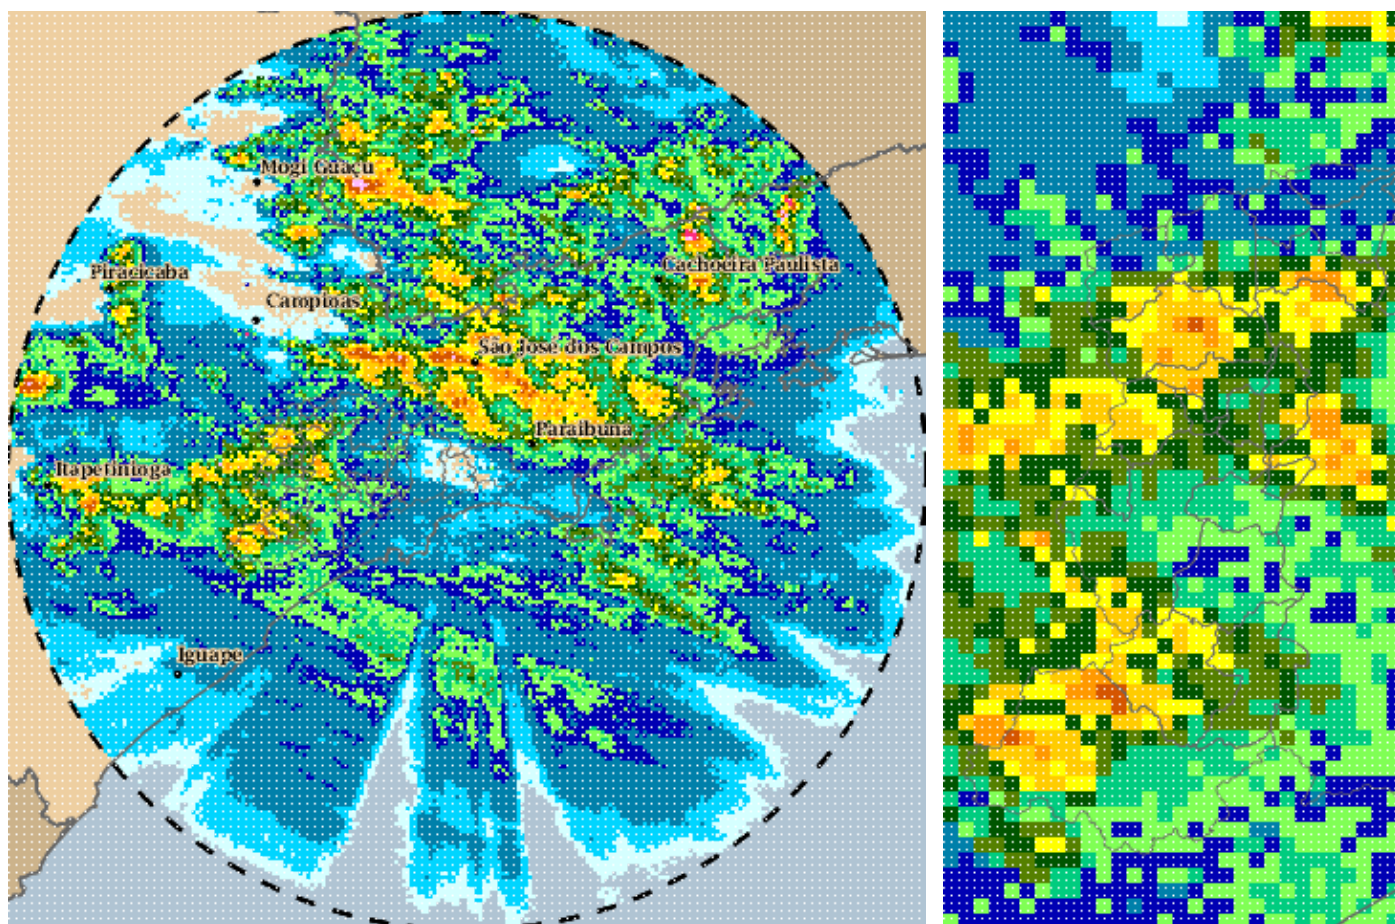 Mogi Guaçu
Piracicaba
Cachoeira Paulista
Campinas
São José dos Campos
Paraibuna
Itapetininga
Iguape